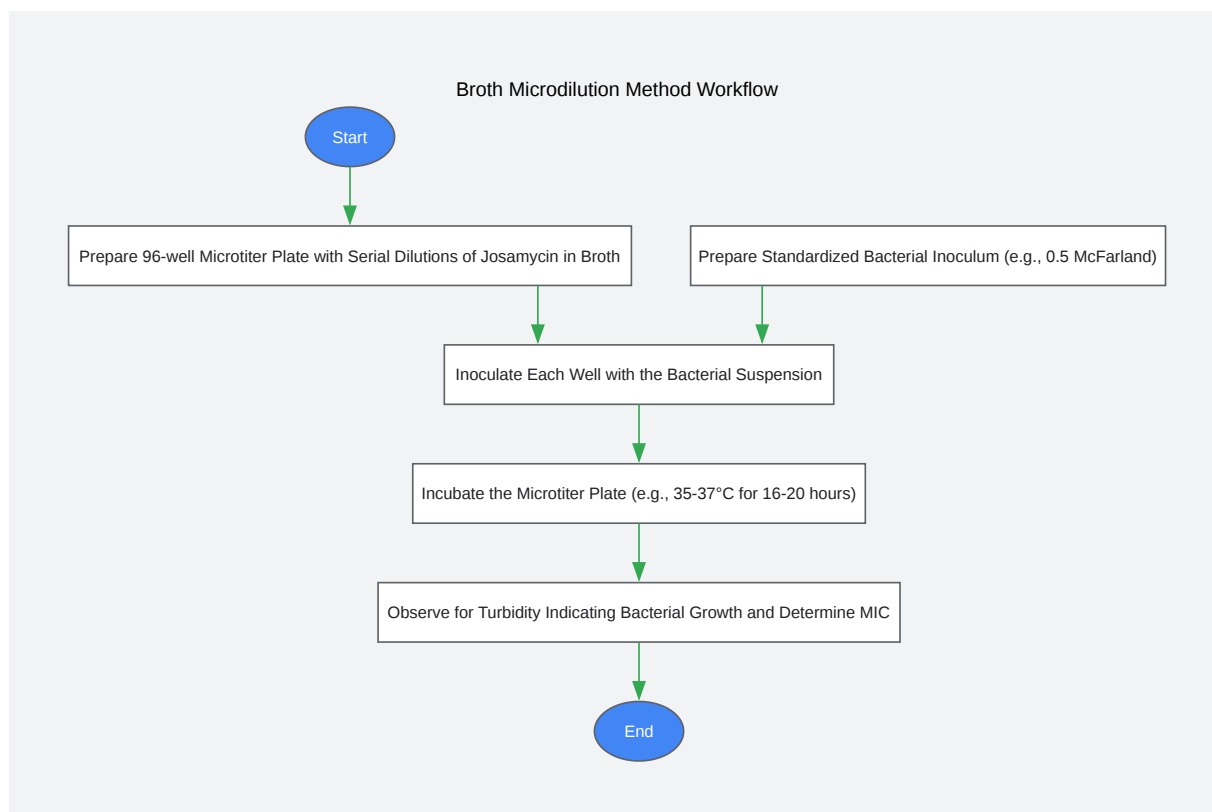 Broth Microdilution Method Workflow
Start
Prepare 96-well Microtiter Plate with Serial Dilutions of Josamycin in Broth
Prepare Standardized Bacterial Inoculum (e.g., 0.5 McFarland)
Inoculate Each Well with the Bacterial Suspension
Incubate the Microtiter Plate (e.g., 35-37°C for 16-20 hours)
Observe for Turbidity Indicating Bacterial Growth and Determine MIC
End